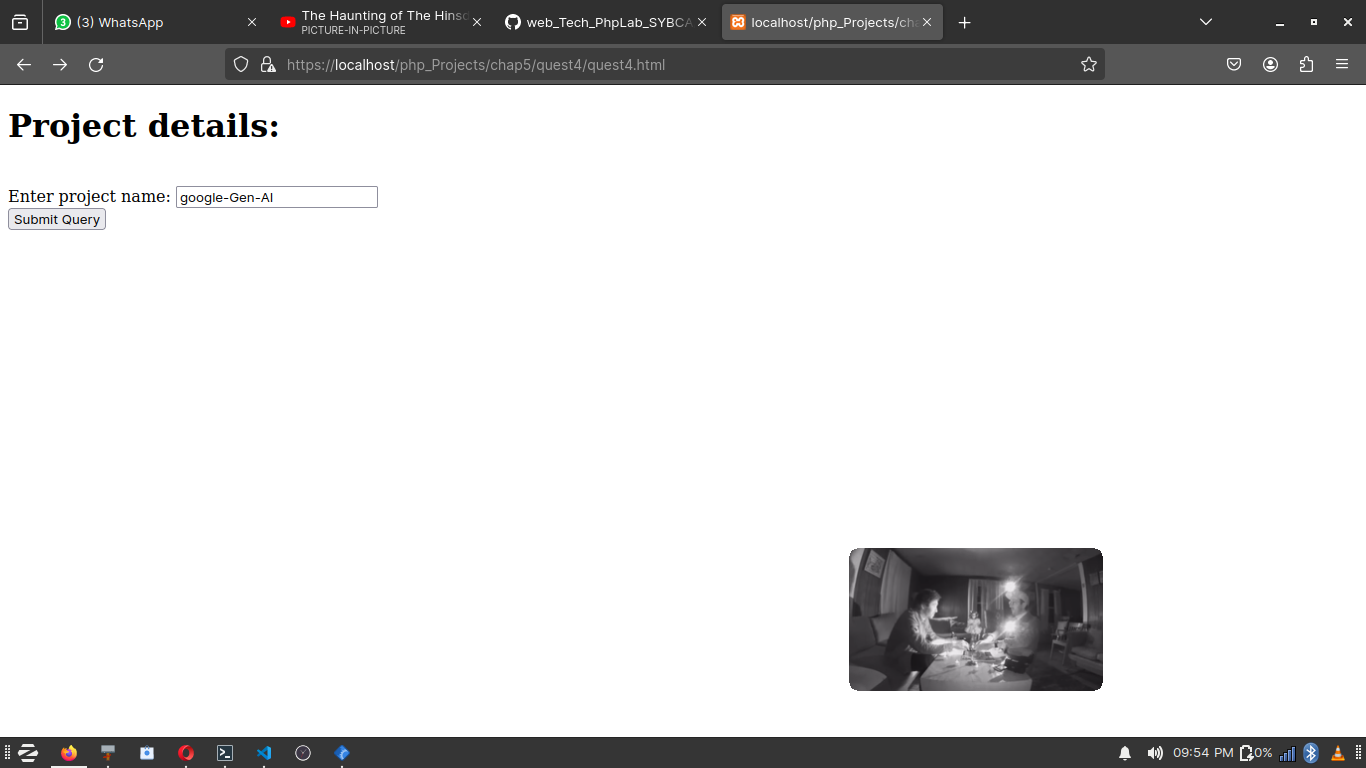 3 (3) WhatsApp
The Haunting of The Hinsd
PICTURE-IN-PICTURE
web_Tech_PhpLab_SYBCA
localhost/php_Projects/cha
https://localhost/php_Projects/chap5/quest4/quest4.html
Project details:
Enter project name: google-Gen-AI
Submit Query
09:54 PM
0%